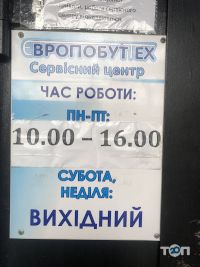 ЄВРОПОБУТТЕХ
Сервісний центр
ЧАС РОБОТИ:
ПН-ПТ:
10.00 - 16.00
СУБОТА,
НЕДІЛЯ:
ВИХІДНИЙ